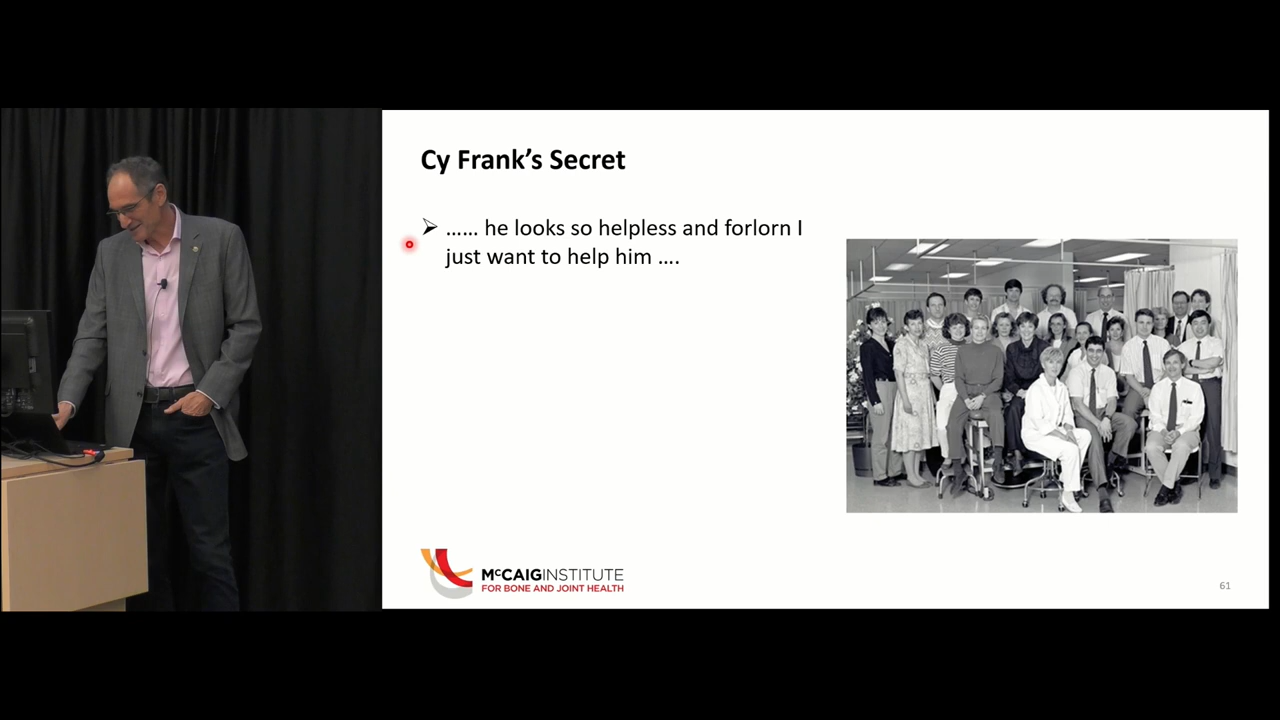 Cy Frank’s Secret
…… he looks so helpless and forlorn I
just want to help him ….
McCAIGINSTITUTE
FOR BONE AND JOINT HEALTH
61